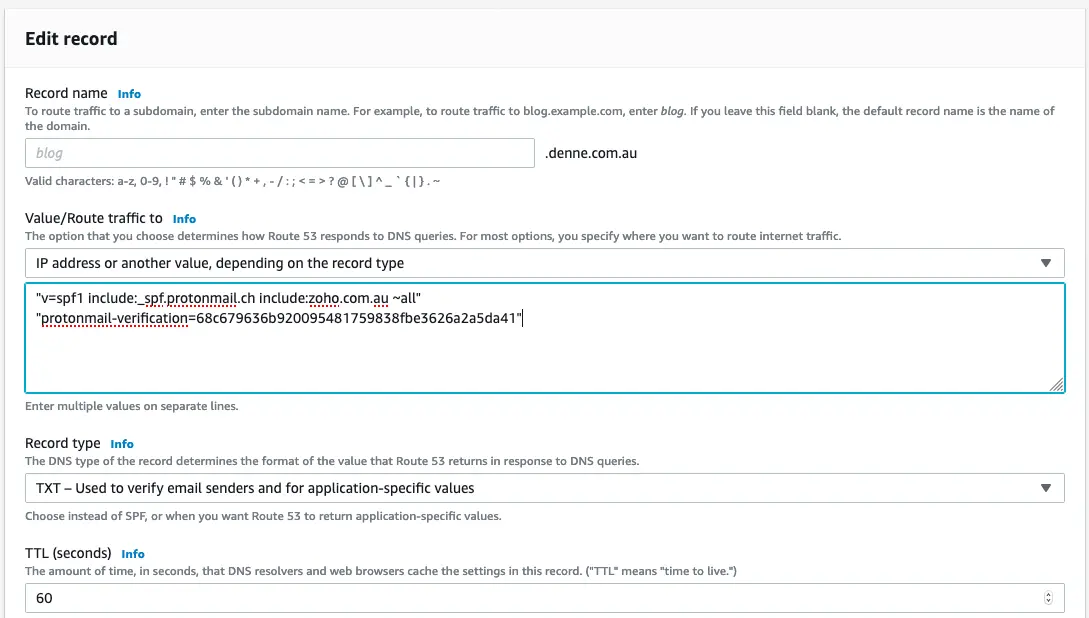 Edit record
Record name Info
To route traffic to a subdomain, enter the subdomain name. For example, to route traffic to blog.example.com, enter blog. If you leave this field blank, the default record name is the name of
the domain.
blog .denne.com.au
Valid characters: a-z, 0-9, ! " # $ % & ' ( ) * + , - / : ; < = > ? @ [ \ ] ^ _ ` { | } . ~
Value/Route traffic to Info
The option that you choose determines how Route 53 responds to DNS queries. For most options, you specify where you want to route internet traffic.
IP address or another value, depending on the record type
"v=spf1 include:_spf.protonmail.ch include:zoho.com.au ~all"
"protonmail-verification=68c679636b920095481759838fbe3626a2a5da41"
Enter multiple values on separate lines.
Record type Info
The DNS type of the record determines the format of the value that Route 53 returns in response to DNS queries.
TXT – Used to verify email senders and for application-specific values
Choose instead of SPF, or when you want Route 53 to return application-specific values.
TTL (seconds) Info
The amount of time, in seconds, that DNS resolvers and web browsers cache the settings in this record. ("TTL" means "time to live.")
60